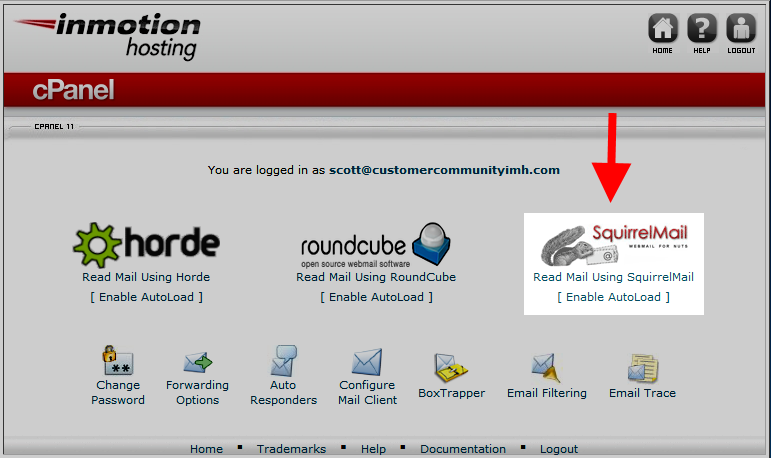 inmotion
hosting
HOME HELP LOGOUT
cPanel
CPANEL 11
You are logged in as scott@customercommunityimh.com
horde
roundcube
open source webmail software
SquirrelMail
WEBMAIL FOR NUTS
@
Read Mail Using Horde
[ Enable AutoLoad ]
Read Mail Using RoundCube
[ Enable AutoLoad ]
Read Mail Using SquirrelMail
[ Enable AutoLoad ]
**
Change
Password
Forwarding
Options
Auto
Responders
Configure
Mail Client
BoxTrapper
Email Filtering
Email Trace
Home ▪ Trademarks ▪ Help ▪ Documentation ▪ Logout